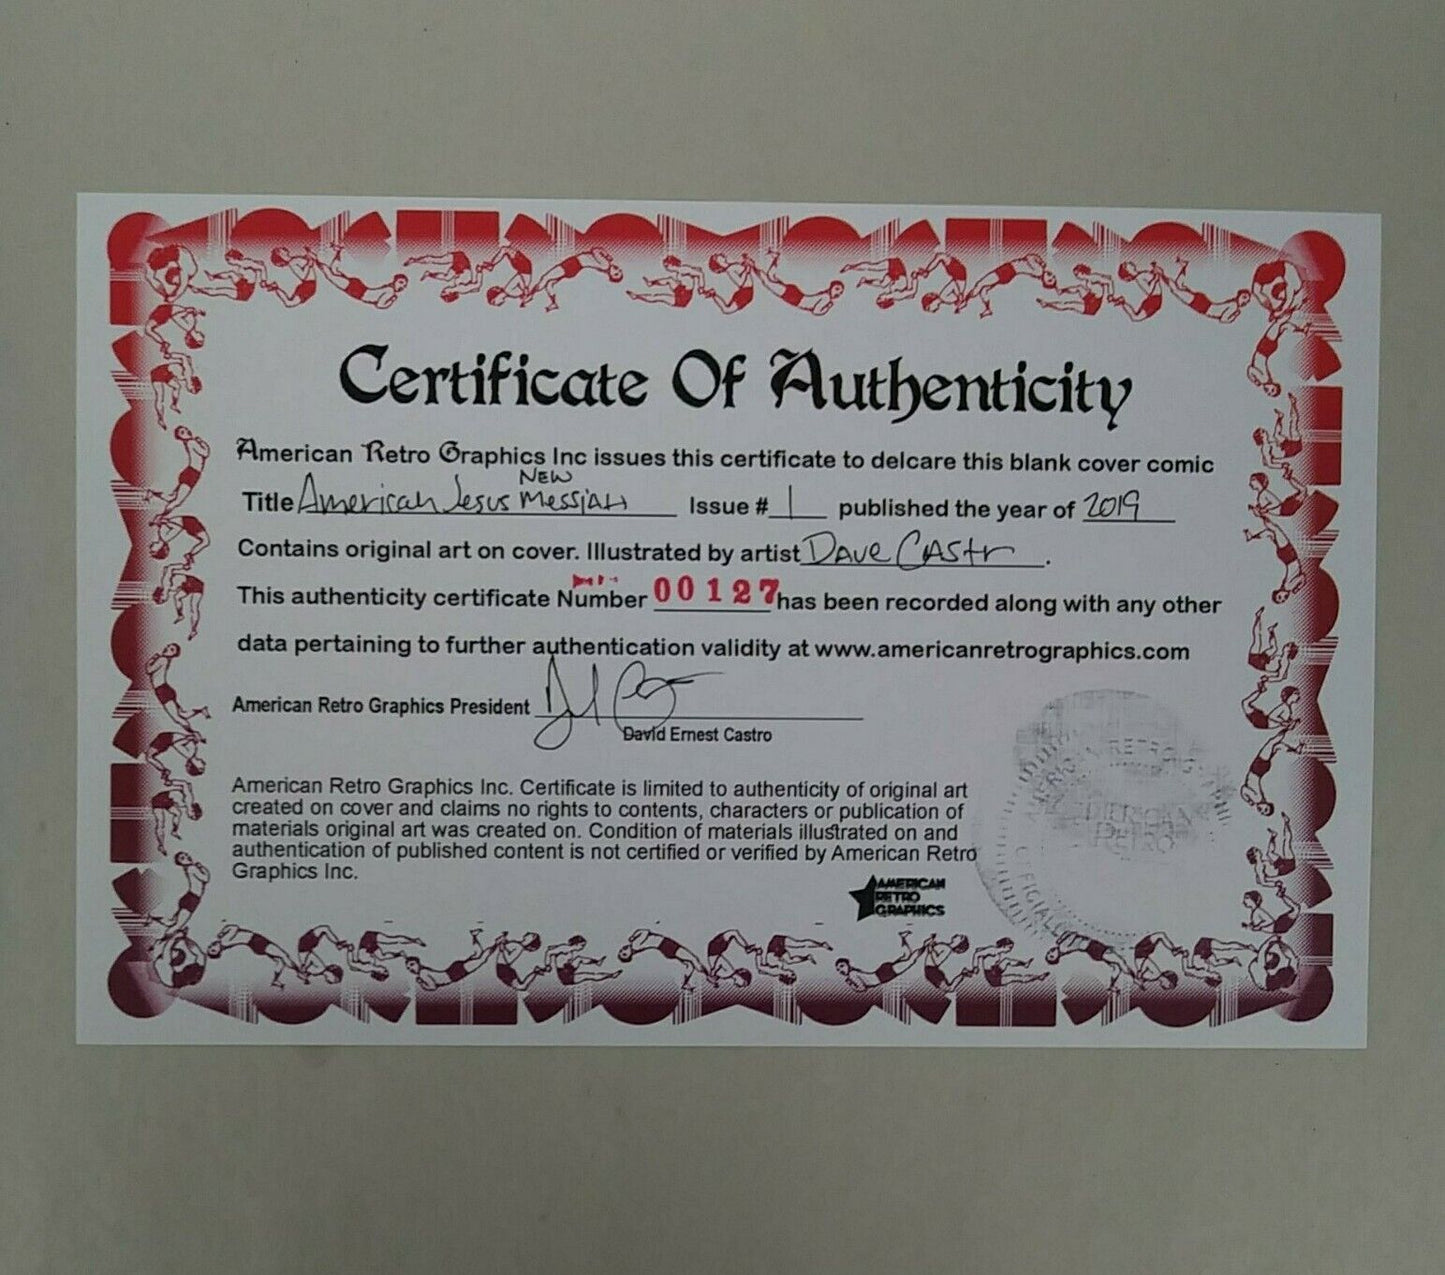 Certificate Of Authenticity
American Retro Graphics Inc issues this certificate to delcare this blank cover comic
NEW
Title American Jesus Messiah Issue # 1 published the year of 2019
Contains original art on cover. Illustrated by artist Dave Castr.
This authenticity certificate Number 00127 has been recorded along with any other
data pertaining to further authentication validity at www.americanretrographics.com
American Retro Graphics President
David Ernest Castro
American Retro Graphics Inc. Certificate is limited to authenticity of original art
created on cover and claims no rights to contents, characters or publication of
materials original art was created on. Condition of materials illustrated on and
authentication of published content is not certified or verified by American Retro
Graphics Inc.
AMERICAN
RETRO
GRAPHICS
AMERICAN
RETRO